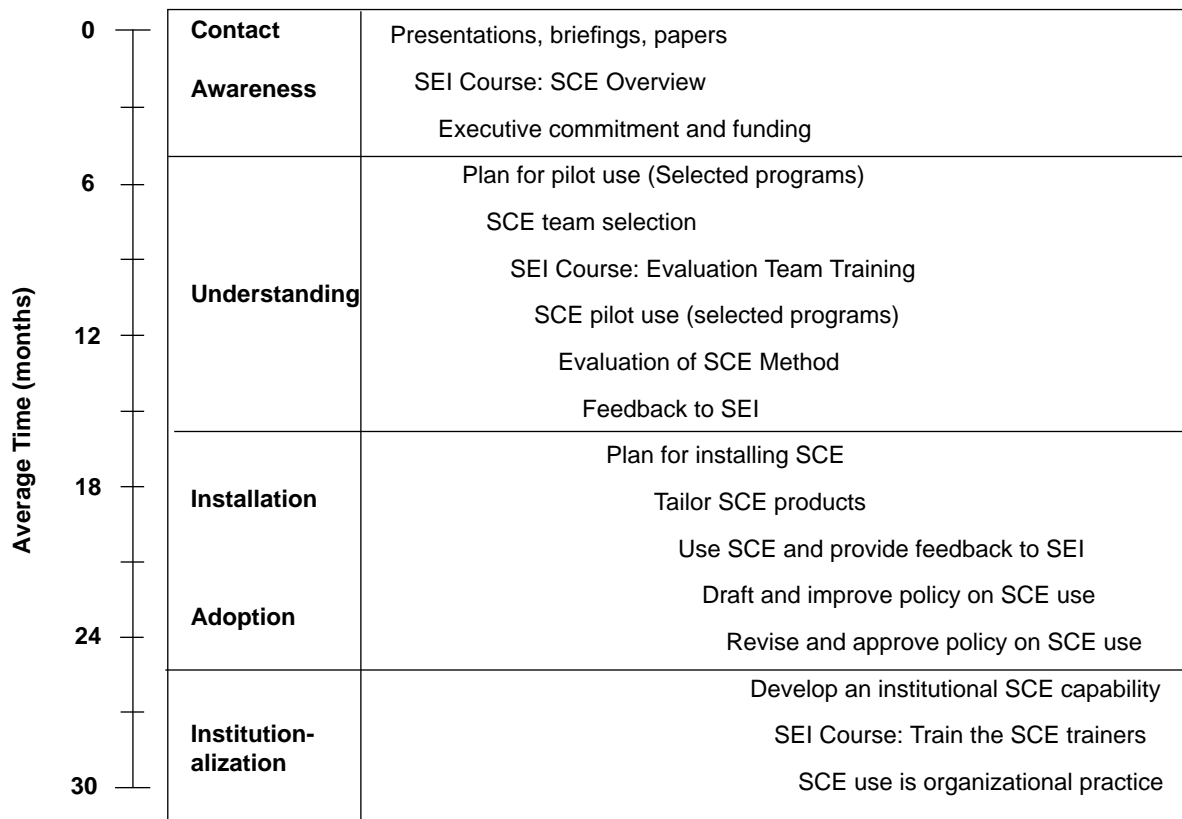 0
Contact
Presentations, briefings, papers
Awareness
SEI Course: SCE Overview
Executive commitment and funding
6
Plan for pilot use (Selected programs)
SCE team selection
SEI Course: Evaluation Team Training
Understanding
SCE pilot use (selected programs)
12
Evaluation of SCE Method
Feedback to SEI
Average Time (months)
Plan for installing SCE
18
Installation
Tailor SCE products
Use SCE and provide feedback to SEI
Draft and improve policy on SCE use
Adoption
24
Revise and approve policy on SCE use
Develop an institutional SCE capability
Institution-
alization
SEI Course: Train the SCE trainers
30
SCE use is organizational practice